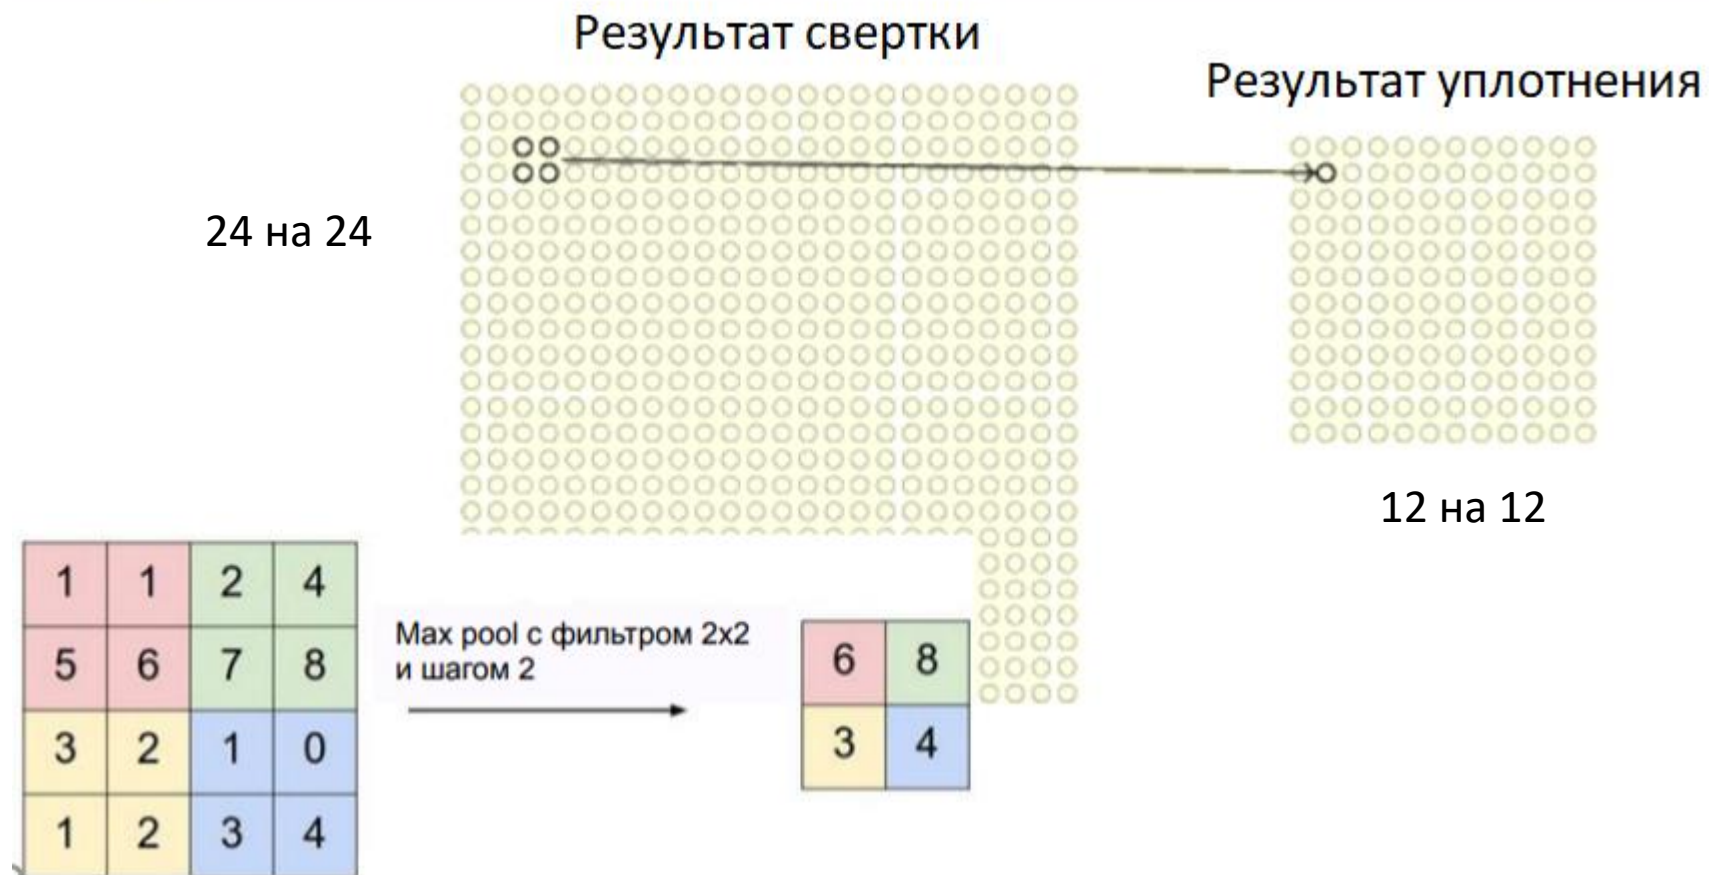 Результат свертки
Результат уплотнения
24 на 24
12 на 12
1 1 2 4
5 6 7 8
3 2 1 0
1 2 3 4
Max pool с фильтром 2x2
и шагом 2
6 8
3 4